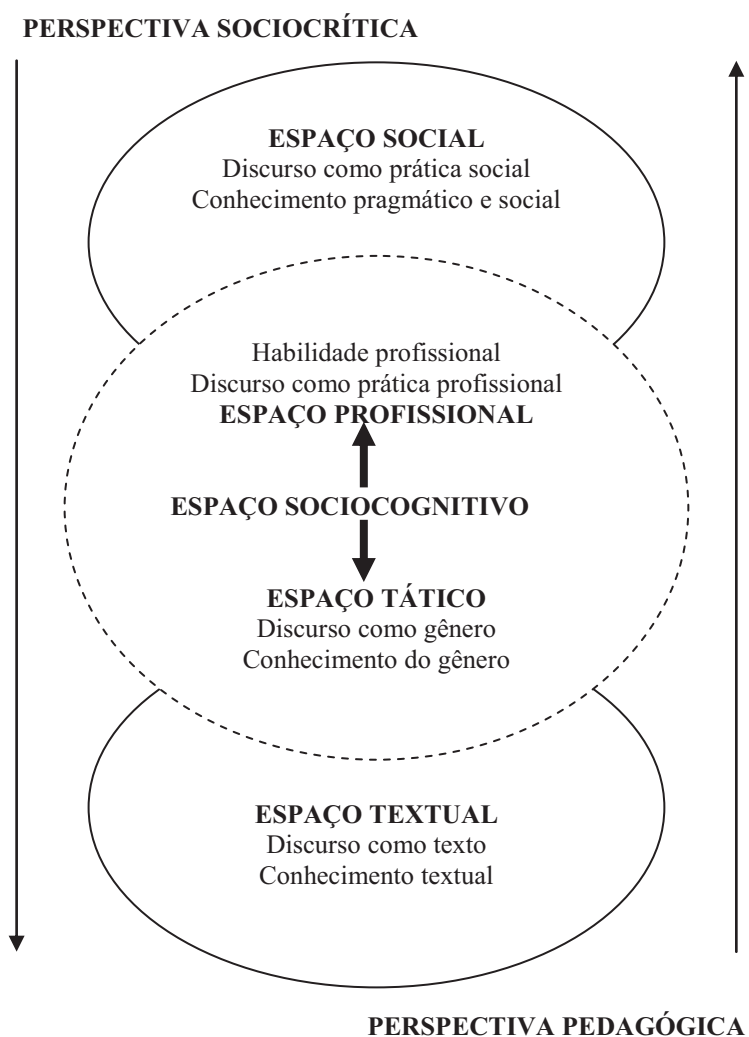 PERSPECTIVA SOCIOCRÍTICA
ESPAÇO SOCIAL
Discurso como prática social
Conhecimento pragmático e social
Habilidade profissional
Discurso como prática profissional
ESPAÇO PROFISSIONAL
ESPAÇO SOCIOCOGNITIVO
ESPAÇO TÁTICO
Discurso como gênero
Conhecimento do gênero
ESPAÇO TEXTUAL
Discurso como texto
Conhecimento textual
PERSPECTIVA PEDAGÓGICA